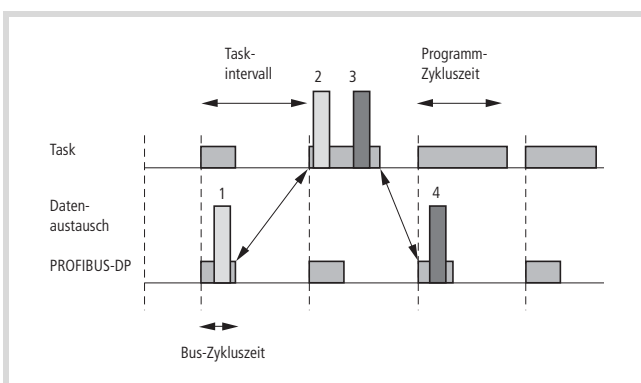 Task-
intervall
Programm-
Zykluszeit
2
3
Task
1
4
Daten-
austausch
PROFIBUS-DP
Bus-Zykluszeit